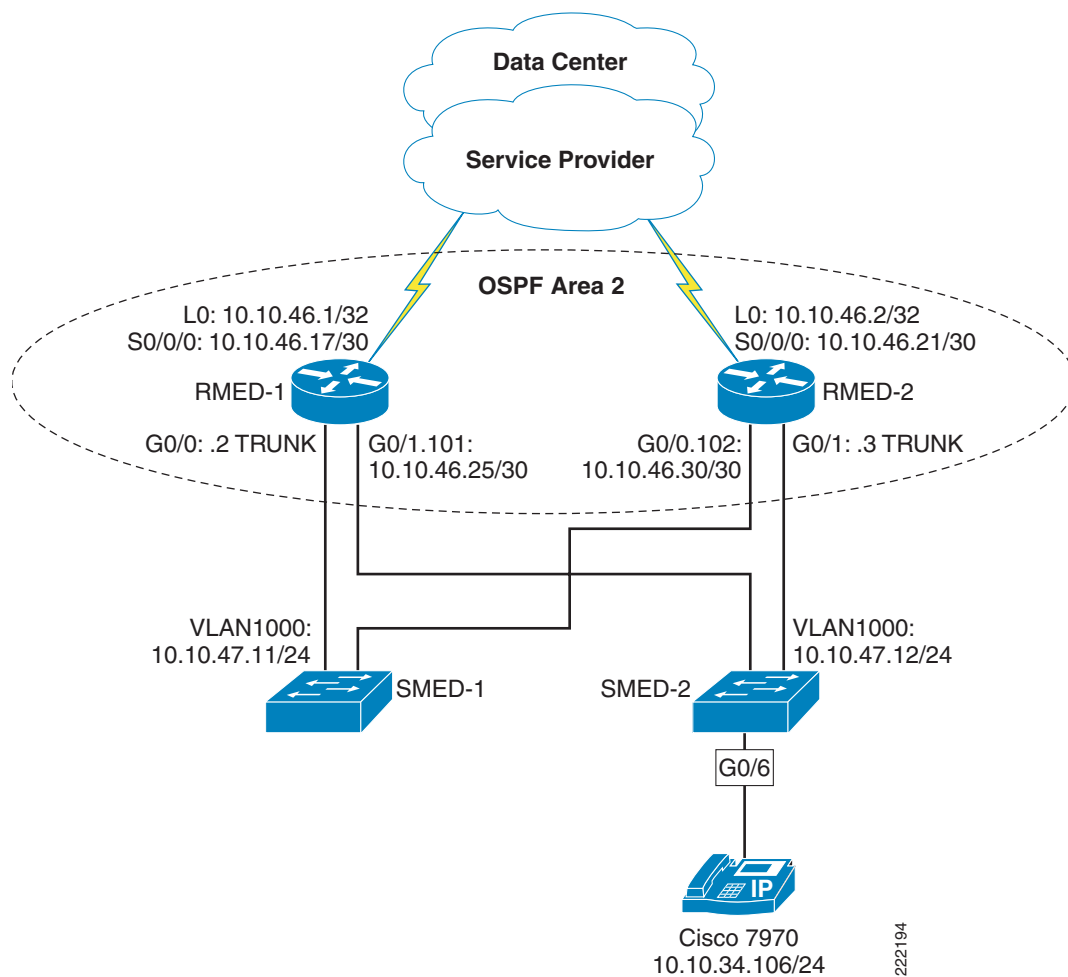 Data Center
Service Provider
OSPF Area 2
L0: 10.10.46.1/32
S0/0/0: 10.10.46.17/30
L0: 10.10.46.2/32
S0/0/0: 10.10.46.21/30
RMED-1
RMED-2
G0/0: .2 TRUNK
G0/1.101:
10.10.46.25/30
G0/0.102:
10.10.46.30/30
G0/1: .3 TRUNK
VLAN1000:
10.10.47.11/24
VLAN1000:
10.10.47.12/24
SMED-1
SMED-2
G0/6
IP
Cisco 7970
10.10.34.106/24
222194